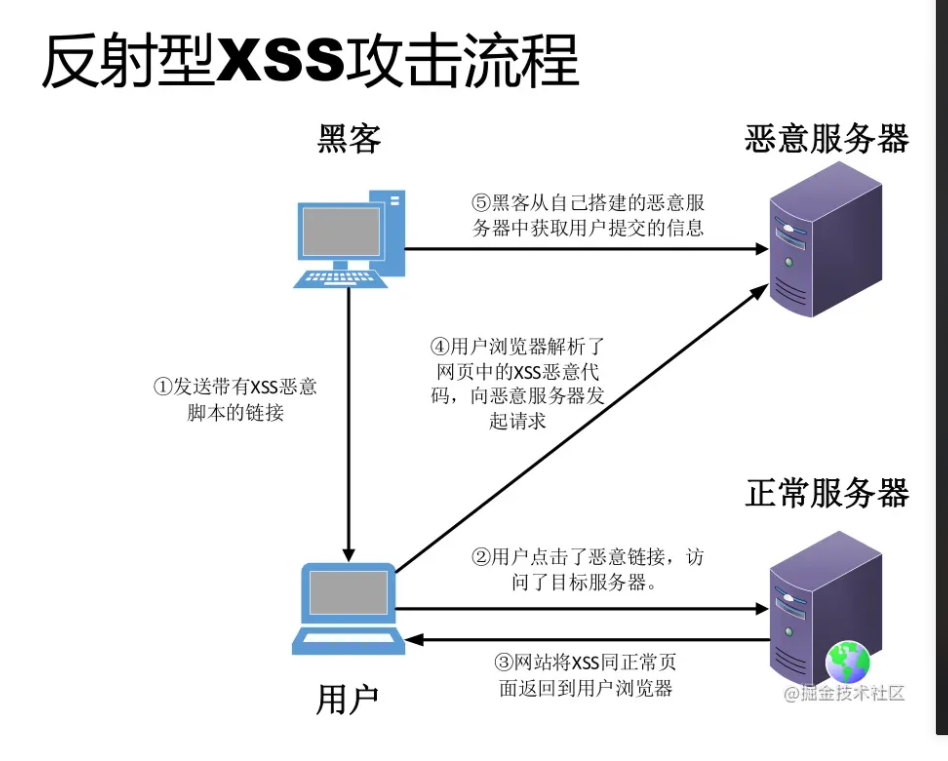 反射型XSS攻击流程
黑客
恶意服务器
⑤黑客从自己搭建的恶意服
务器中获取用户提交的信息
④用户浏览器解析了
网页中的XSS恶意代
码，向恶意服务器发
起请求
①发送带有XSS恶意
脚本的链接
正常服务器
②用户点击了恶意链接，访
问了目标服务器。
③网站将XSS同正常页
面返回到用户浏览器
用户
@掘金技术社区